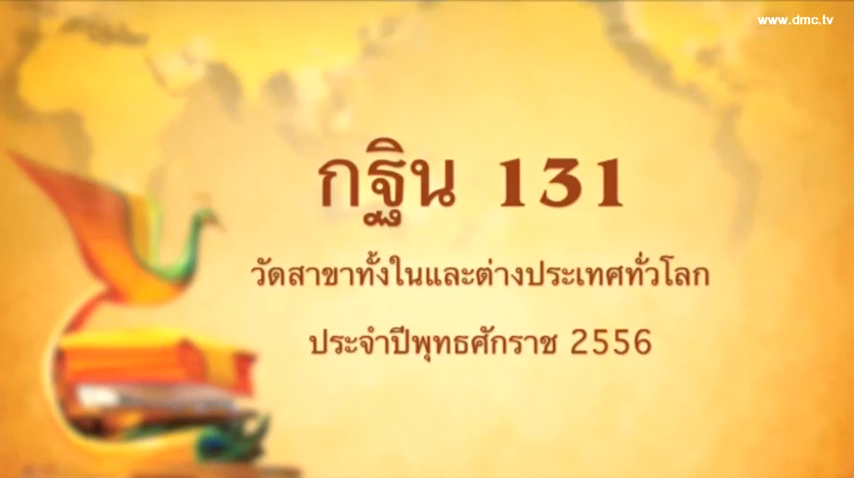 www.dmc.tv
กฐิน 131
วัดสาขาทั้งในและต่างประเทศทั่วโลก
ประจำปีพุทธศักราช 2556